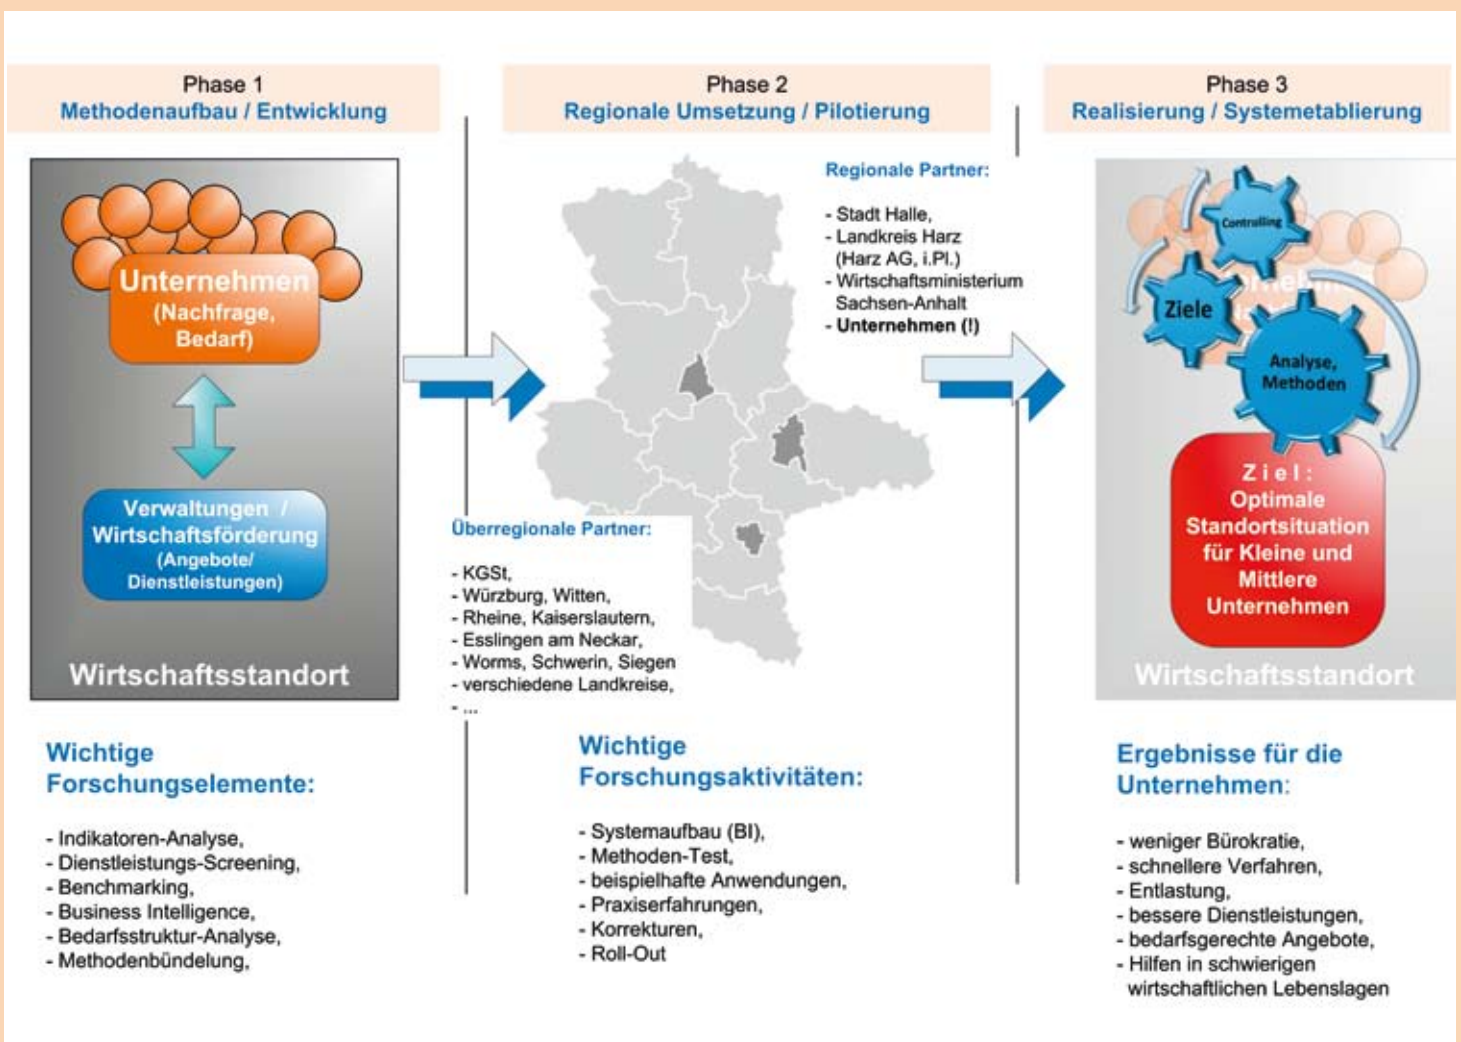 Phase 1
Methodenaufbau / Entwicklung
Unternehmen
(Nachfrage,
Bedarf)
Verwaltungen /
Wirtschaftsförderung
(Angebote/
Dienstleistungen)
Wirtschaftsstandort
Wichtige
Forschungselemente:
- Indikatoren-Analyse,
- Dienstleistungs-Screening,
- Benchmarking,
- Business Intelligence,
- Bedarfsstruktur-Analyse,
- Methodenbündelung,
Phase 2
Regionale Umsetzung / Pilotierung
Regionale Partner:
- Stadt Halle,
- Landkreis Harz
(Harz AG, i.Pl.)
- Wirtschaftsministerium
Sachsen-Anhalt
- Unternehmen (!)
Überregionale Partner:
- KGSt,
- Würzburg, Witten,
- Rheine, Kaiserslautern,
- Esslingen am Neckar,
- Worms, Schwerin, Siegen
- verschiedene Landkreise,
- ...
Wichtige
Forschungsaktivitäten:
- Systemaufbau (BI),
- Methoden-Test,
- beispielhafte Anwendungen,
- Praxiserfahrungen,
- Korrekturen,
- Roll-Out
Phase 3
Realisierung / Systemetablierung
Controlling
Ziele
Analyse,
Methoden
Ziel:
Optimale
Standortsituation
für Kleine und
Mittlere
Unternehmen
Wirtschaftsstandort
Ergebnisse für die
Unternehmen:
- weniger Bürokratie,
- schnellere Verfahren,
- Entlastung,
- bessere Dienstleistungen,
- bedarfsgerechte Angebote,
- Hilfen in schwierigen
wirtschaftlichen Lebenslagen